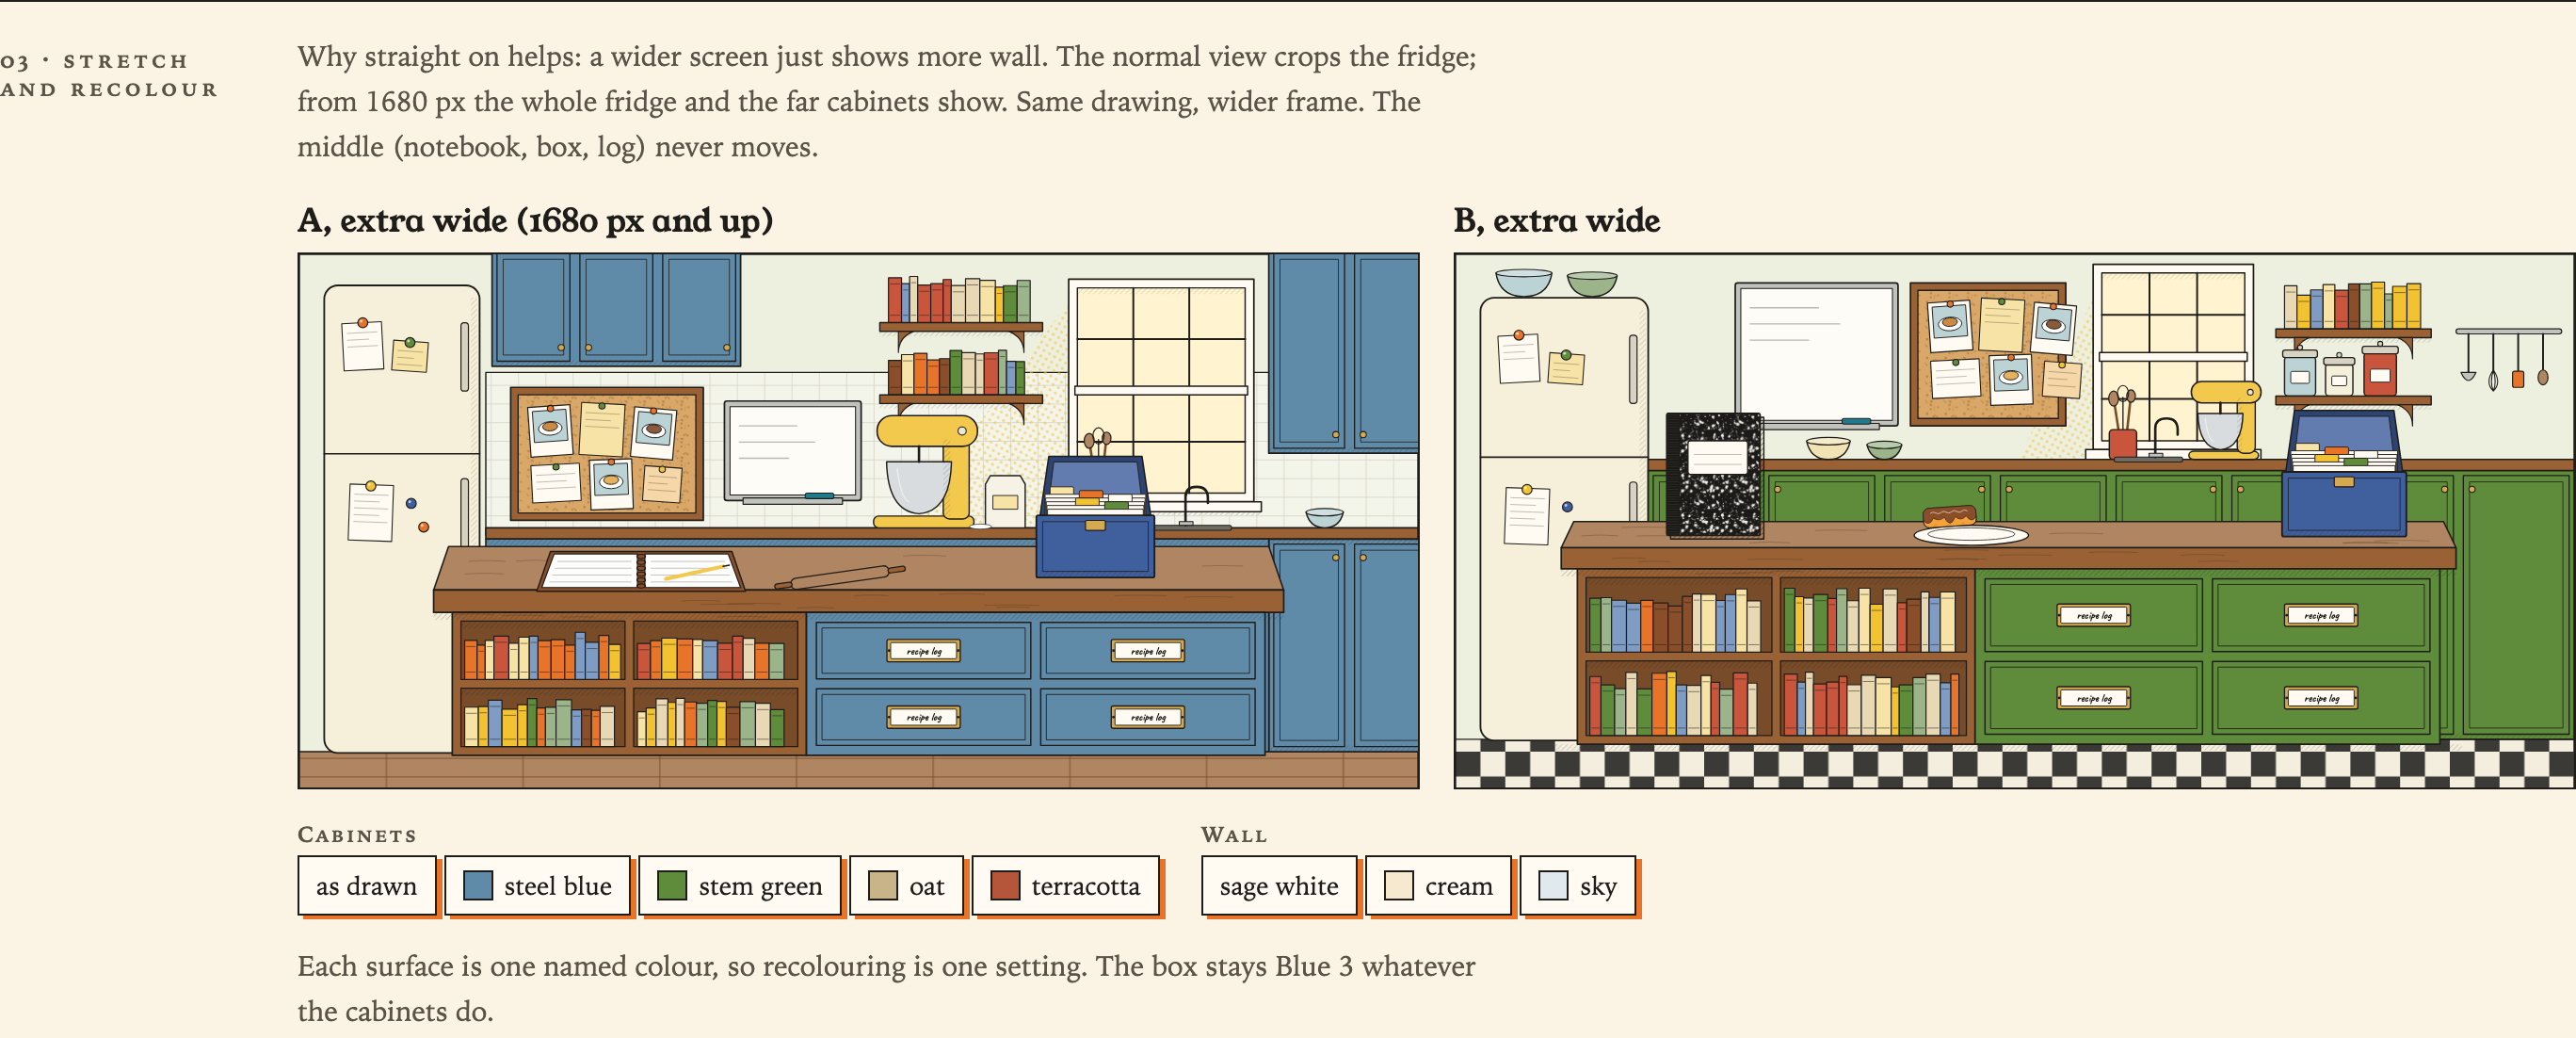 03 · STRETCH
AND RECOLOUR
Why straight on helps: a wider screen just shows more wall. The normal view crops the fridge;
from 1680 px the whole fridge and the far cabinets show. Same drawing, wider frame. The
middle (notebook, box, log) never moves.
A, extra wide (1680 px and up)
B, extra wide
recipe log
recipe log
recipe log
recipe log
recipe log
recipe log
recipe log
recipe log
CABINETS
WALL
as drawn
steel blue
stem green
oat
terracotta
sage white
cream
sky
Each surface is one named colour, so recolouring is one setting. The box stays Blue 3 whatever
the cabinets do.